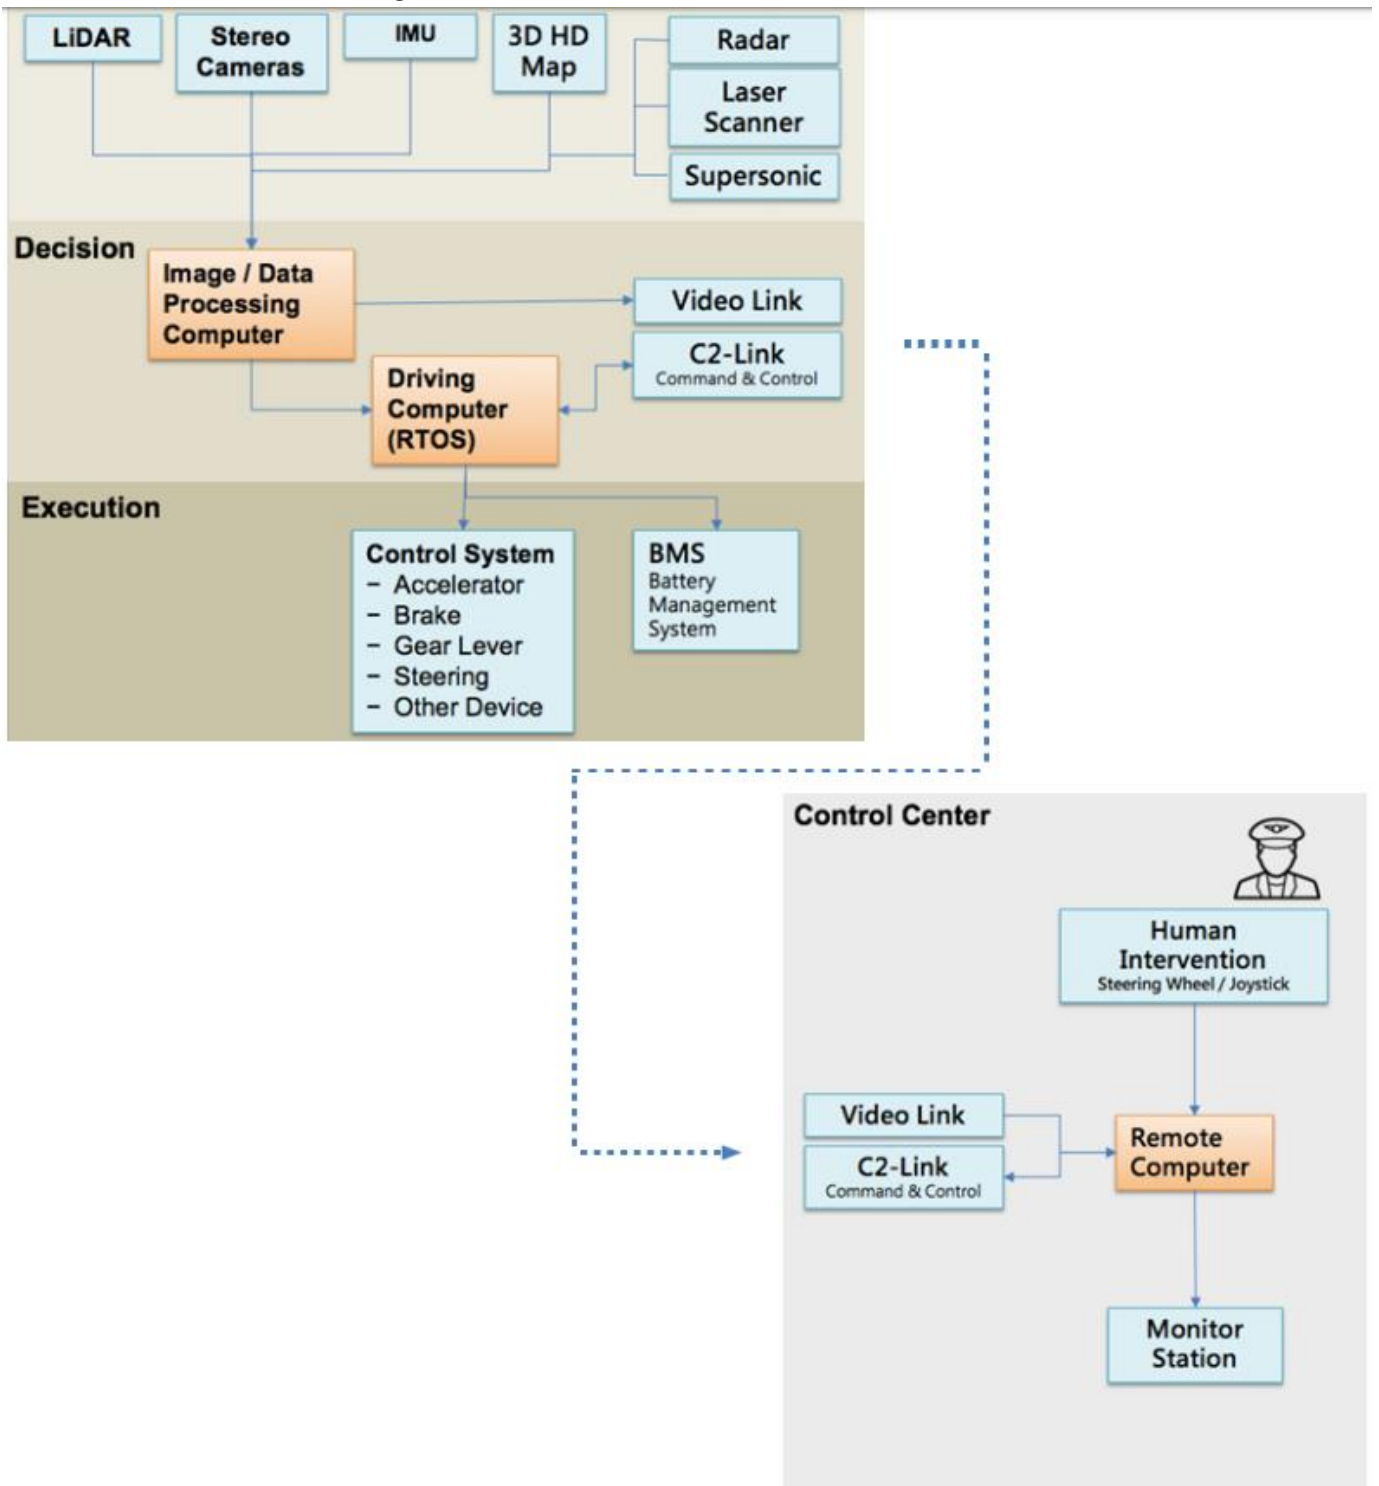 LiDAR
Stereo
Cameras
IMU
3D HD
Map
Radar
Laser
Scanner
Supersonic
Decision
Image / Data
Processing
Computer
Video Link
C2-Link
Command & Control
Driving
Computer
(RTOS)
Execution
Control System
- Accelerator
- Brake
- Gear Lever
- Steering
- Other Device
BMS
Battery
Management
System
Control Center
Human
Intervention
Steering Wheel / Joystick
Video Link
C2-Link
Command & Control
Remote
Computer
Monitor
Station